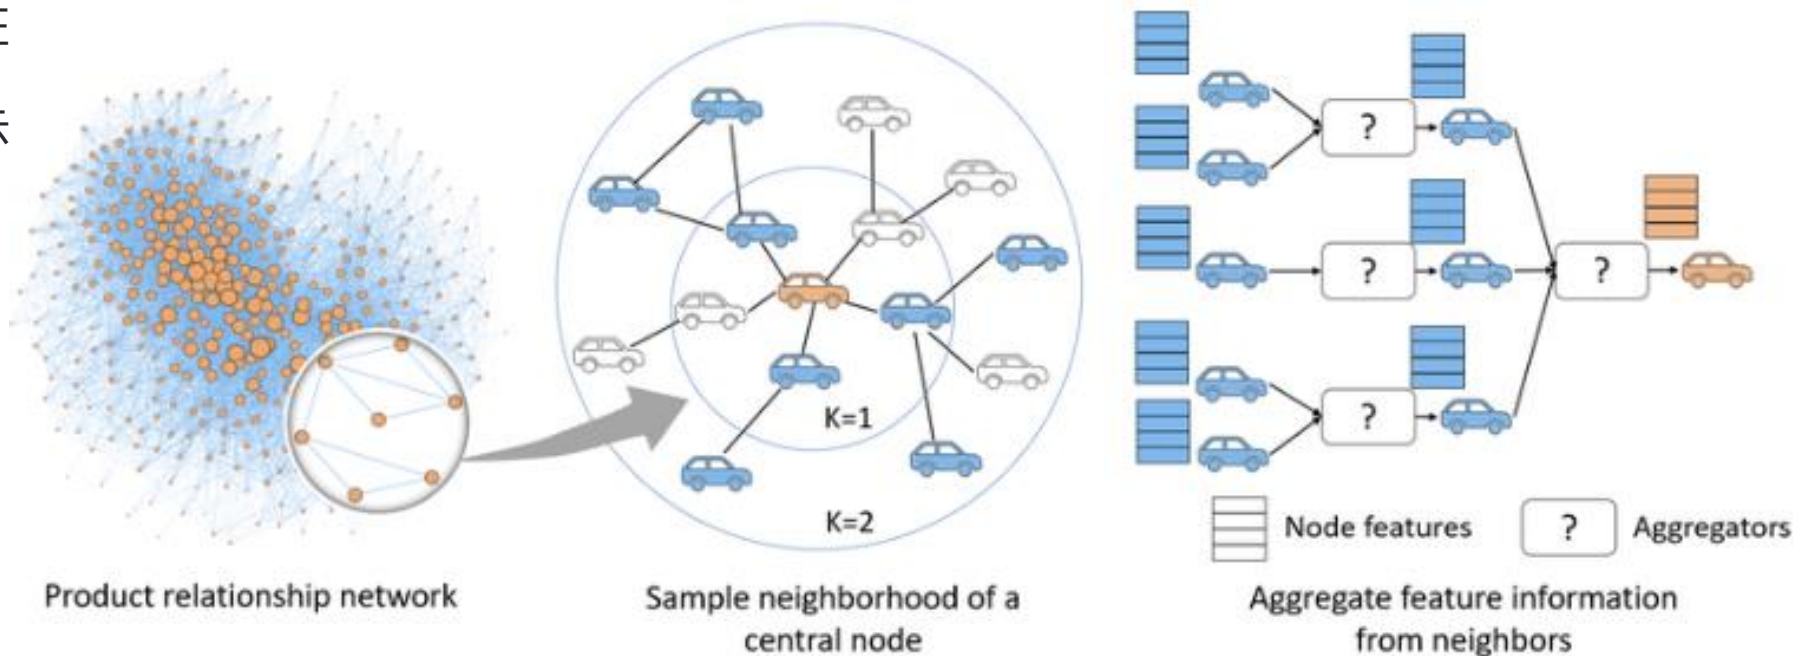 K=1
K=2
?
?
?
?
Node features
? Aggregators
Product relationship network
Sample neighborhood of a
central node
Aggregate feature information
from neighbors